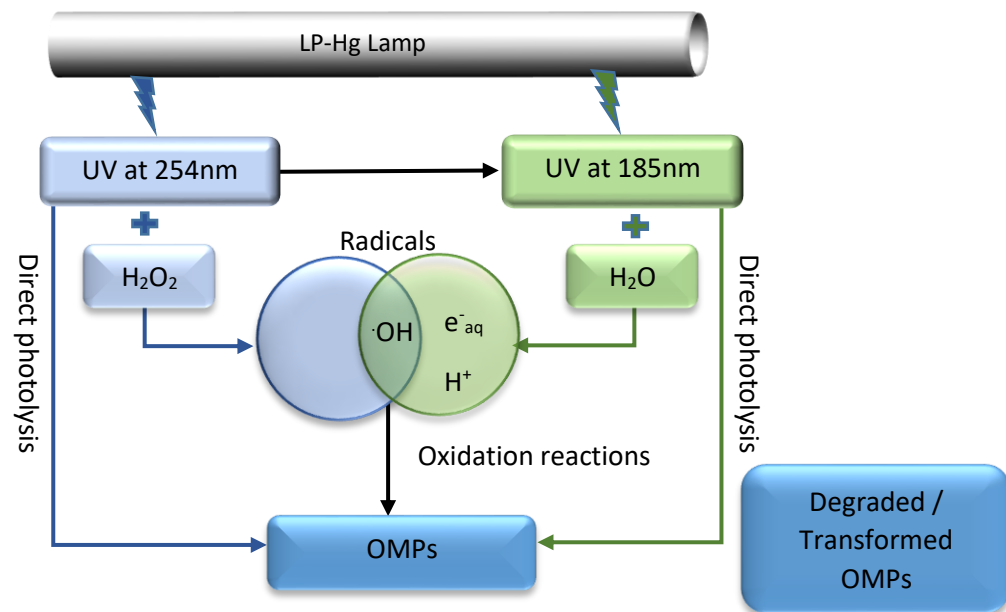 LP-Hg Lamp
UV at 254nm
UV at 185nm
Radicals
H₂O₂
H₂O
·OH
e⁻aq
H⁺
Direct photolysis
Direct photolysis
Oxidation reactions
OMPs
Degraded /
Transformed
OMPs